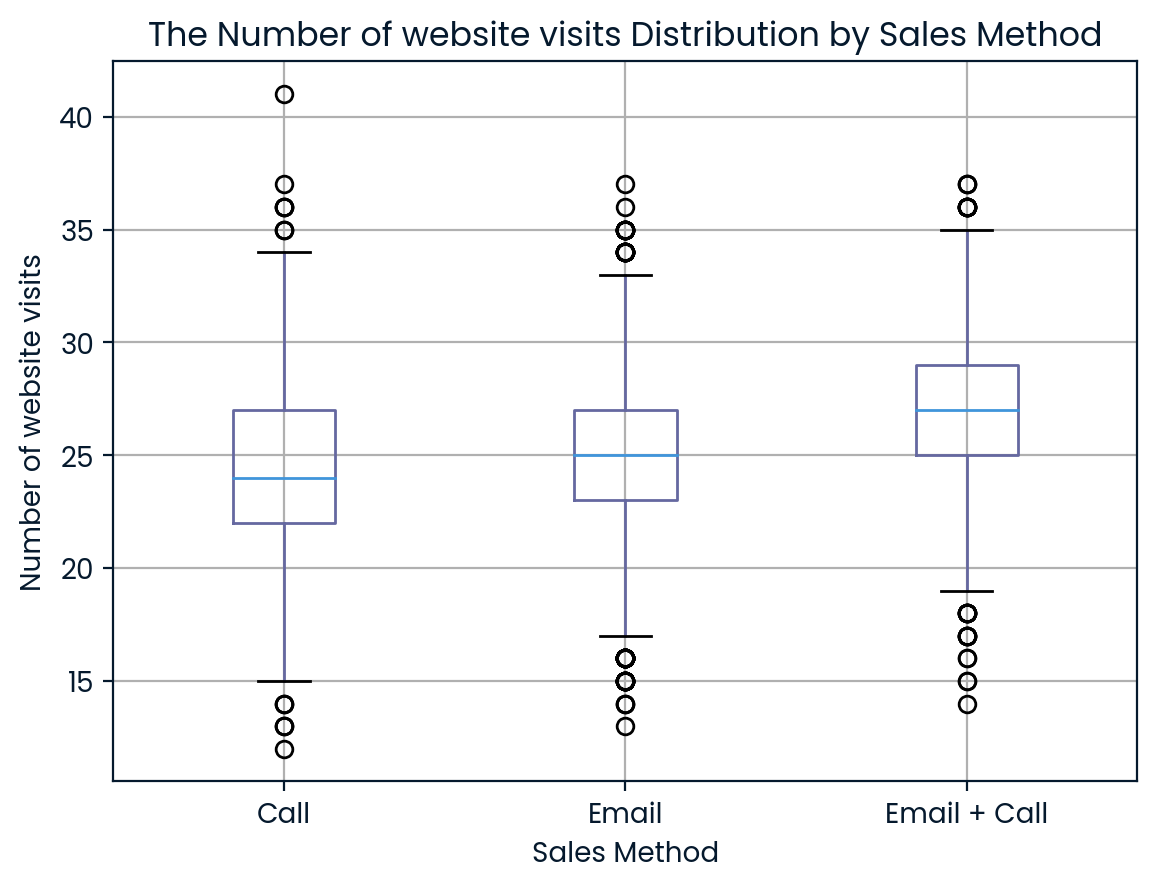 The Number of website visits Distribution by Sales Method
Number of website visits
40
35
30
25
20
15
Call
Email
Email + Call
Sales Method